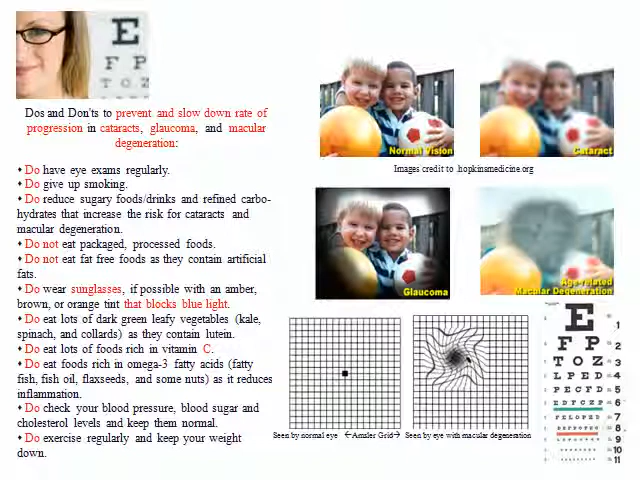 E
F P
T O Z
Dos and Don'ts to prevent and slow down rate of
progression in cataracts, glaucoma, and macular
degeneration:
♦ Do have eye exams regularly.
♦ Do give up smoking.
♦ Do reduce sugary foods/drinks and refined carbo-
hydrates that increase the risk for cataracts and
macular degeneration.
♦ Do not eat packaged, processed foods.
♦ Do not eat fat free foods as they contain artificial
fats.
♦ Do wear sunglasses, if possible with an amber,
brown, or orange tint that blocks blue light.
♦ Do eat lots of dark green leafy vegetables (kale,
spinach, and collards) as they contain lutein.
♦ Do eat lots of foods rich in vitamin C.
♦ Do eat foods rich in omega-3 fatty acids (fatty
fish, fish oil, flaxseeds, and some nuts) as it reduces
inflammation.
♦ Do check your blood pressure, blood sugar and
cholesterol levels and keep them normal.
♦ Do exercise regularly and keep your weight
down.
Normal Vision
Cataract
Images credit to hopkinsmedicine.org
Glaucoma
Age-related
Macular Degeneration
Seen by normal eye ←Amsler Grid→ Seen by eye with macular degeneration
E 1
F P 2
T O Z 3
L P E D 4
P E C F D 5
E D F C Z P 6
F E L O P Z D 7
D E F P O T E C 8
9
10
11